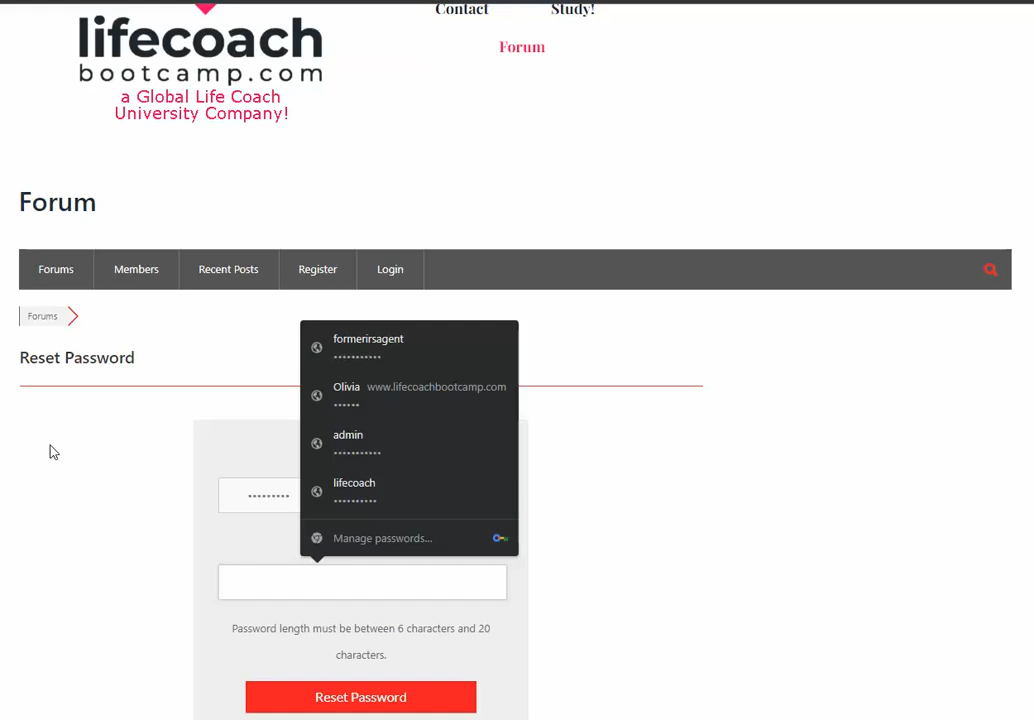 Contact
Study!
Forum
lifecoach
bootcamp.com
a Global Life Coach
University Company!
Forum
Forums
Members
Recent Posts
Register
Login
Forums
Reset Password
formerirsagent
•••••••••••
Olivia www.lifecoachbootcamp.com
••••••
admin
•••••••••••
lifecoach
••••••••••
Manage passwords...
•••••••••
Password length must be between 6 characters and 20
characters.
Reset Password